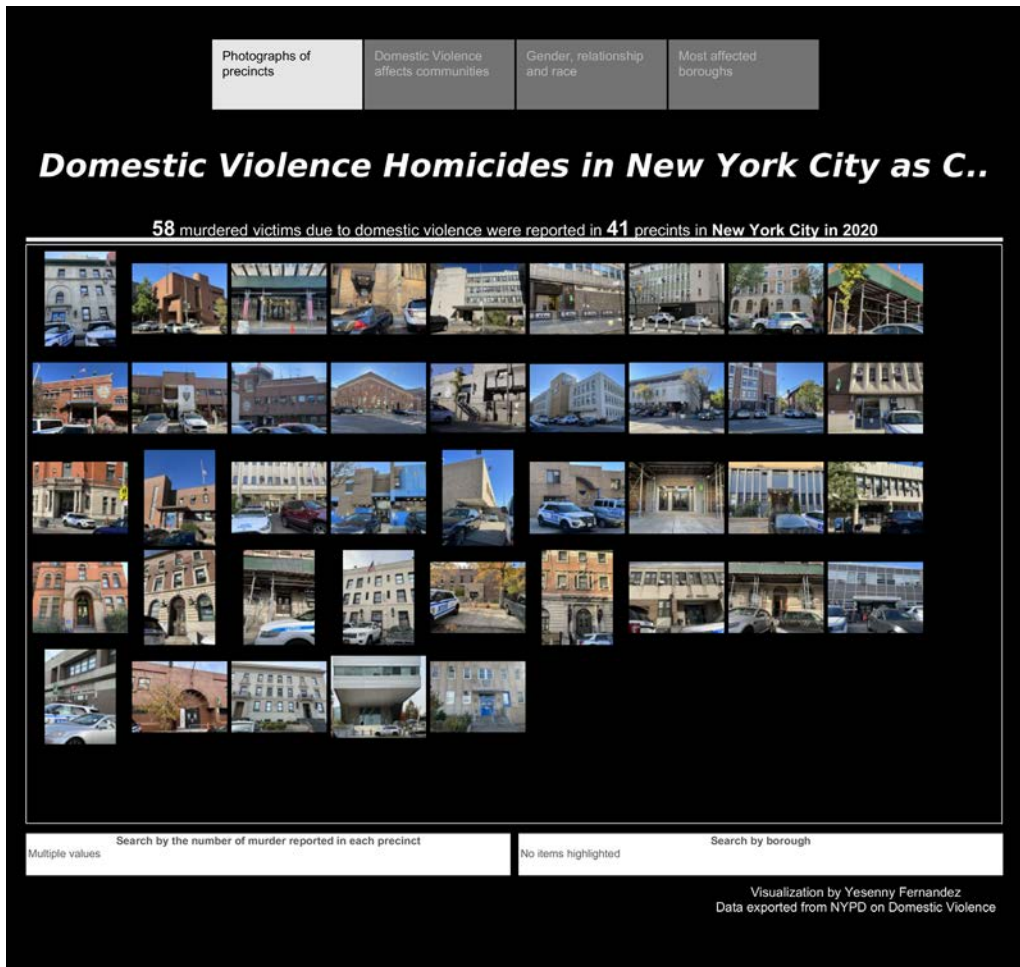 Photographs of
precincts
Domestic Violence
affects communities
Gender, relationship
and race
Most affected
boroughs
Domestic Violence Homicides in New York City as C..
58 murdered victims due to domestic violence were reported in 41 precints in New York City in 2020
Search by the number of murder reported in each precinct
Multiple values
Search by borough
No items highlighted
Visualization by Yesenny Fernandez
Data exported from NYPD on Domestic Violence